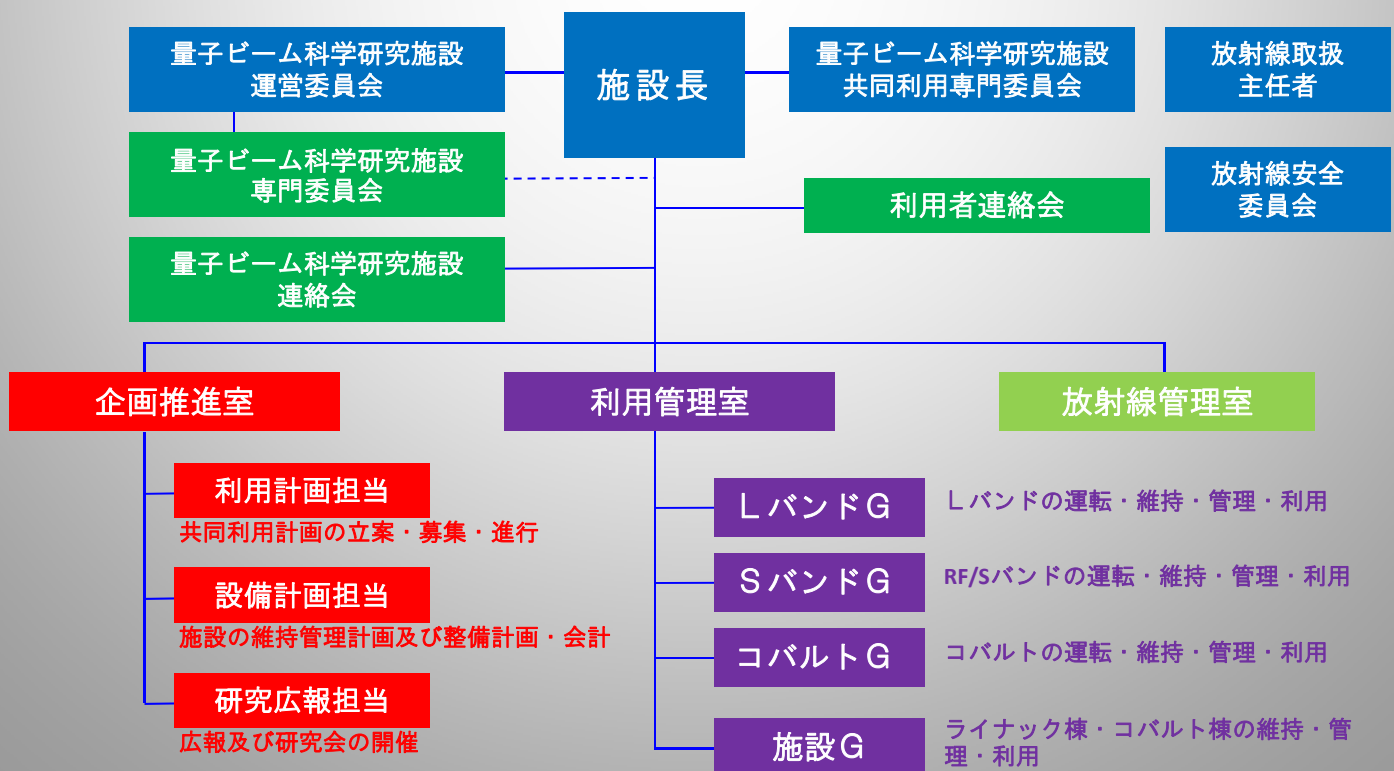 量子ビーム科学研究施設
運営委員会
施設長
量子ビーム科学研究施設
共同利用専門委員会
放射線取扱
主任者
量子ビーム科学研究施設
専門委員会
放射線安全
委員会
利用者連絡会
量子ビーム科学研究施設
連絡会
企画推進室
利用管理室
放射線管理室
利用計画担当
共同利用計画の立案・募集・進行
設備計画担当
施設の維持管理計画及び整備計画・会計
研究広報担当
広報及び研究会の開催
ＬバンドＧ
Ｌバンドの運転・維持・管理・利用
ＳバンドＧ
RF/Sバンドの運転・維持・管理・利用
コバルトＧ
コバルトの運転・維持・管理・利用
施設Ｇ
ライナック棟・コバルト棟の維持・管
理・利用